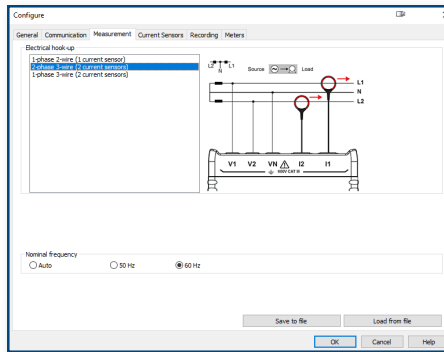 Configure
General Communication Measurement Current Sensors Recording Meters
Electrical hook-up
1-phase 2-wire (1 current sensor)
2-phase 3-wire (2 current sensors)
1-phase 3-wire (2 current sensors)
L2 N L1
Source Load
L1
N
L2
V1 V2 VN I2 I1
600V CAT III
Nominal frequency
Auto 50 Hz 60 Hz
Save to file Load from file
OK Cancel Help